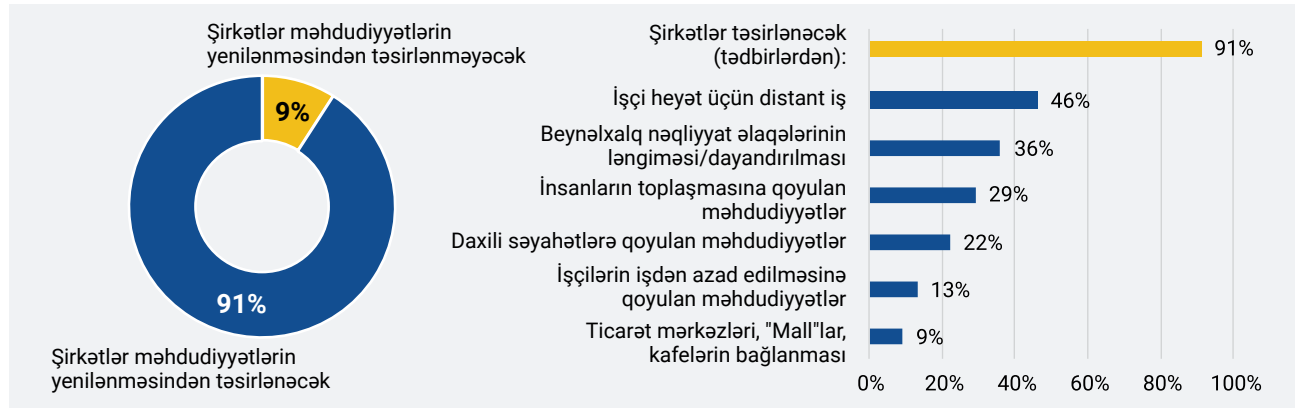 Şirkətlər məhdudiyyətlərin
yenilənməsindən təsirlənməyəcək
9%
91%
Şirkətlər məhdudiyyətlərin
yenilənməsindən təsirlənəcək
Şirkətlər təsirlənəcək
(tədbirlərdən):
91%
İşçi heyət üçün distant iş
46%
Beynəlxalq nəqliyyat əlaqələrinin
ləngiməsi/dayandırılması
36%
İnsanların toplaşmasına qoyulan
məhdudiyyətlər
29%
Daxili səyahətlərə qoyulan məhdudiyyətlər
22%
İşçilərin işdən azad edilməsinə
qoyulan məhdudiyyətlər
13%
Ticarət mərkəzləri, "Mall"lar,
kafelərin bağlanması
9%
0% 20% 40% 60% 80% 100%